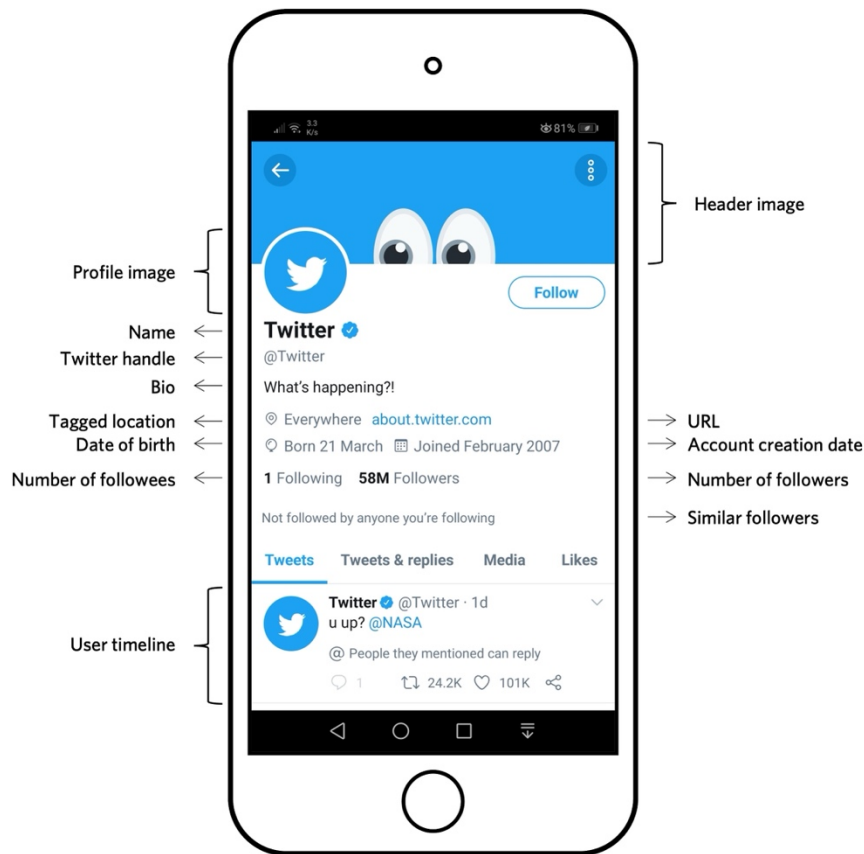 3.3
K/s
81%
Header image
Profile image
Follow
Name
Twitter
Twitter handle
@Twitter
Bio
What's happening?!
Tagged location
Everywhere about.twitter.com
URL
Date of birth
Born 21 March Joined February 2007
Account creation date
Number of followees
1 Following 58M Followers
Number of followers
Not followed by anyone you're following
Similar followers
Tweets Tweets & replies Media Likes
User timeline
Twitter @Twitter · 1d
u up? @NASA
@ People they mentioned can reply
1 24.2K 101K